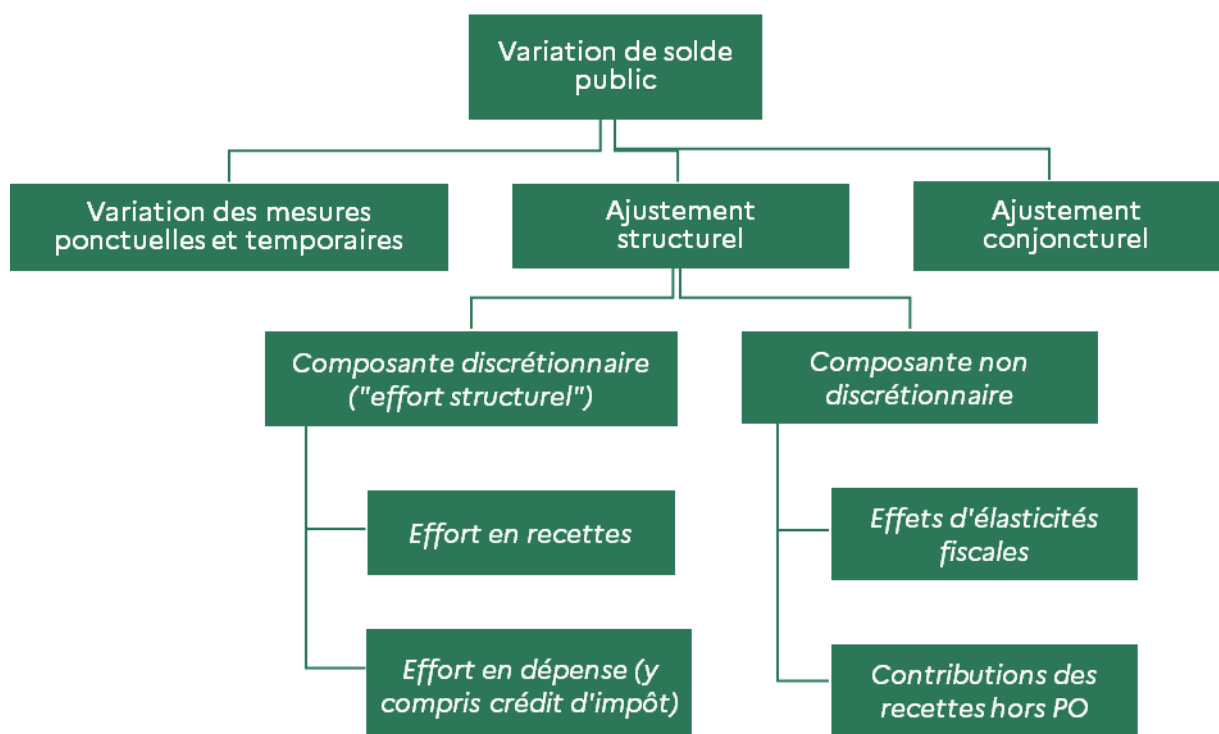 Variation de solde
public
Variation des mesures
ponctuelles et temporaires
Ajustement
structurel
Ajustement
conjoncturel
Composante discrétionnaire
("effort structurel")
Composante non
discrétionnaire
Effort en recettes
Effets d'élasticités
fiscales
Effort en dépense (y
compris crédit d'impôt)
Contributions des
recettes hors PO